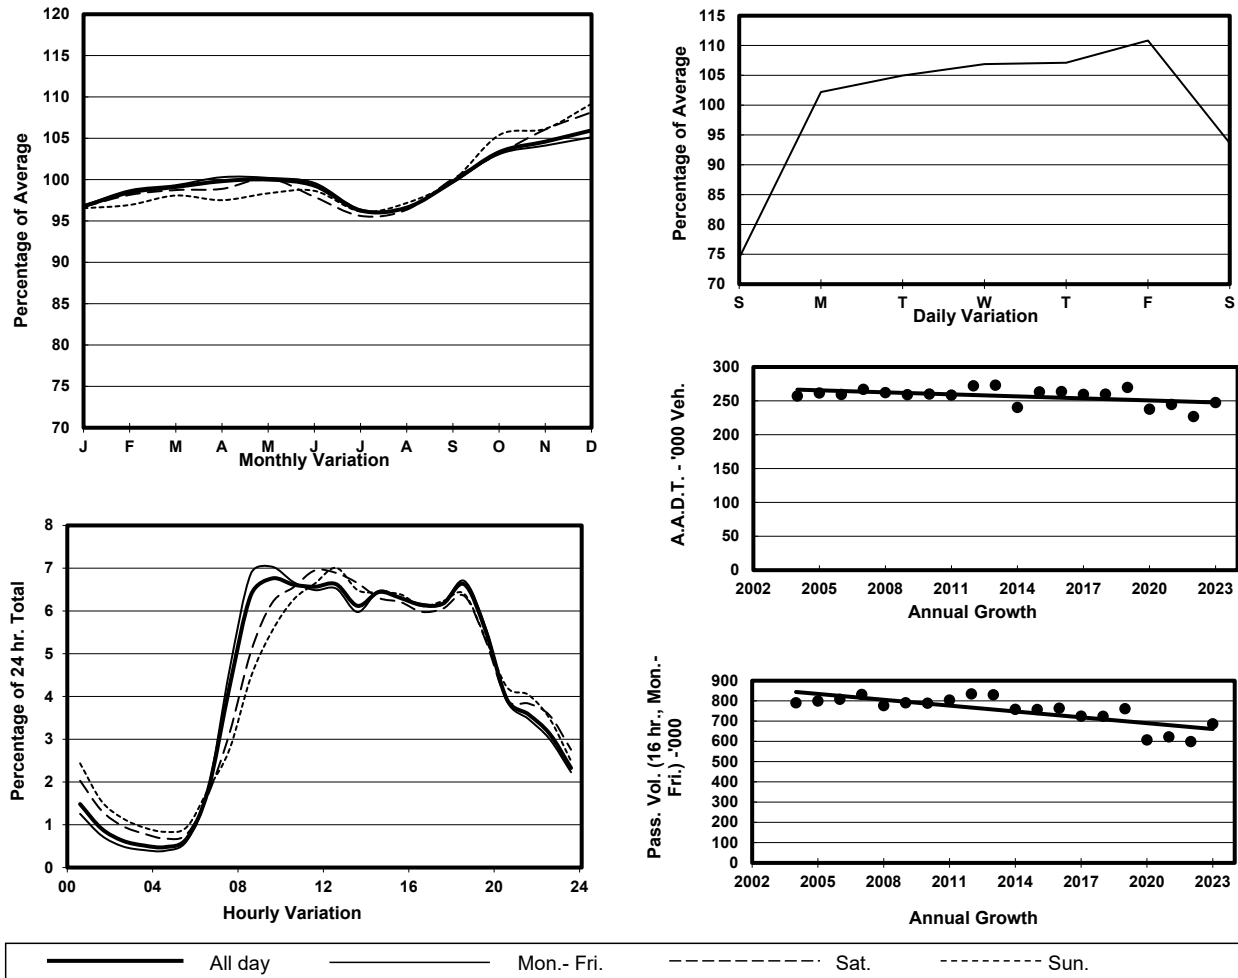 120
115
110
105
100
95
90
85
80
75
70
Percentage of Average
J F M A M J J A S O N D
Monthly Variation
115
110
105
100
95
90
85
80
75
70
Percentage of Average
S M T W T F S
Daily Variation
300
250
200
150
100
50
0
A.A.D.T. - '000 Veh.
2002 2005 2008 2011 2014 2017 2020 2023
Annual Growth
8
7
6
5
4
3
2
1
0
Percentage of 24 hr. Total
00 04 08 12 16 20 24
Hourly Variation
900
800
700
600
500
400
300
200
100
0
Pass. Vol. (16 hr., Mon.-
Fri.) -'000
2002 2005 2008 2011 2014 2017 2020 2023
Annual Growth
All day Mon.- Fri. Sat. Sun.